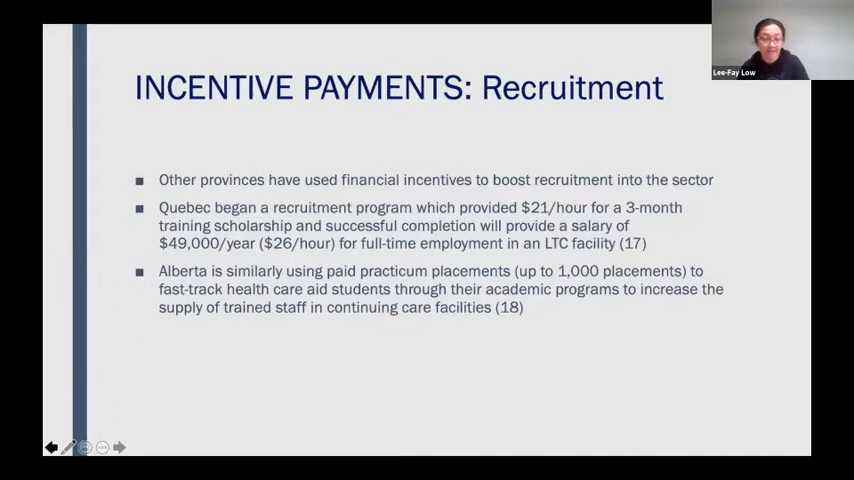 Lee-Fay Low
INCENTIVE PAYMENTS: Recruitment
■ Other provinces have used financial incentives to boost recruitment into the sector
■ Quebec began a recruitment program which provided $21/hour for a 3-month
training scholarship and successful completion will provide a salary of
$49,000/year ($26/hour) for full-time employment in an LTC facility (17)
■ Alberta is similarly using paid practicum placements (up to 1,000 placements) to
fast-track health care aid students through their academic programs to increase the
supply of trained staff in continuing care facilities (18)